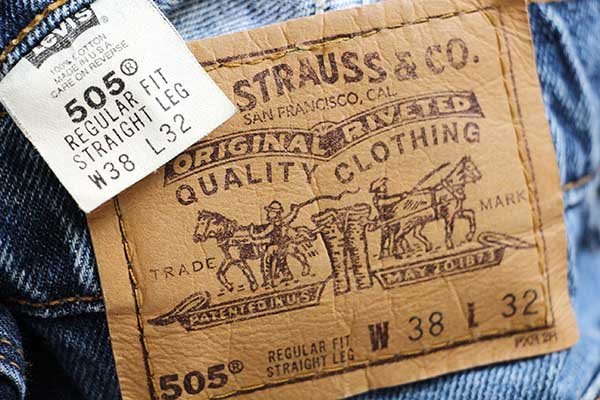 Levi's
100% COTTON
MADE IN U.S.A.
CARE ON REVERSE
505®
REGULAR FIT
STRAIGHT LEG
W38 L32
STRAUSS & CO.
SAN FRANCISCO, CAL.
ORIGINAL RIVETED
QUALITY CLOTHING
TRADE MARK
PATENTED IN U.S. MAY 20 1873
505® REGULAR FIT W 38 L 32
STRAIGHT LEG